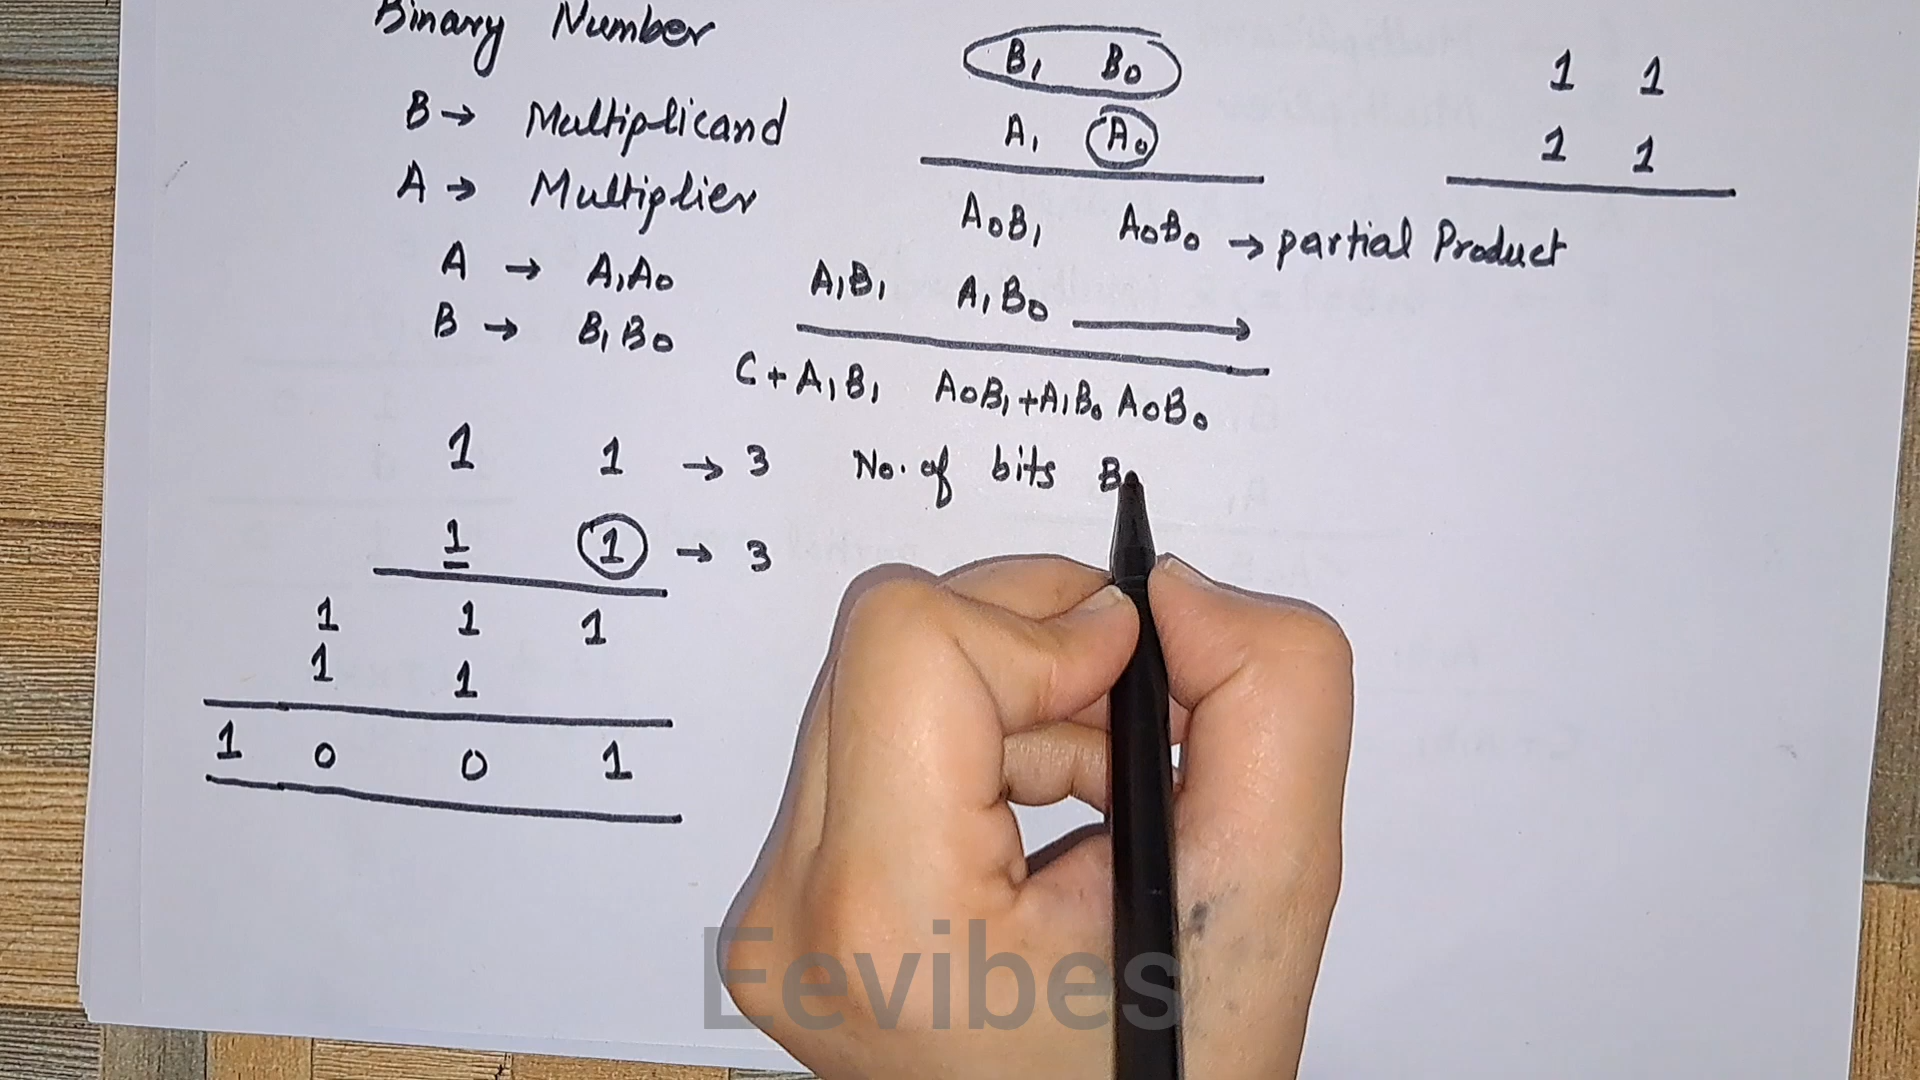 Binary Number
B → Multiplicand
A → Multiplier
A → A1A0
B → B1B0
B1 B0
A1 A0
A0B1 A0B0 → partial Product
A1B1 A1B0 →
C + A1B1 A0B1 + A1B0 A0B0
1 1
1 1
1 1 → 3
1 1 → 3
1 1 1
1 1
1 0 0 1
No. of bits B
Eevibes